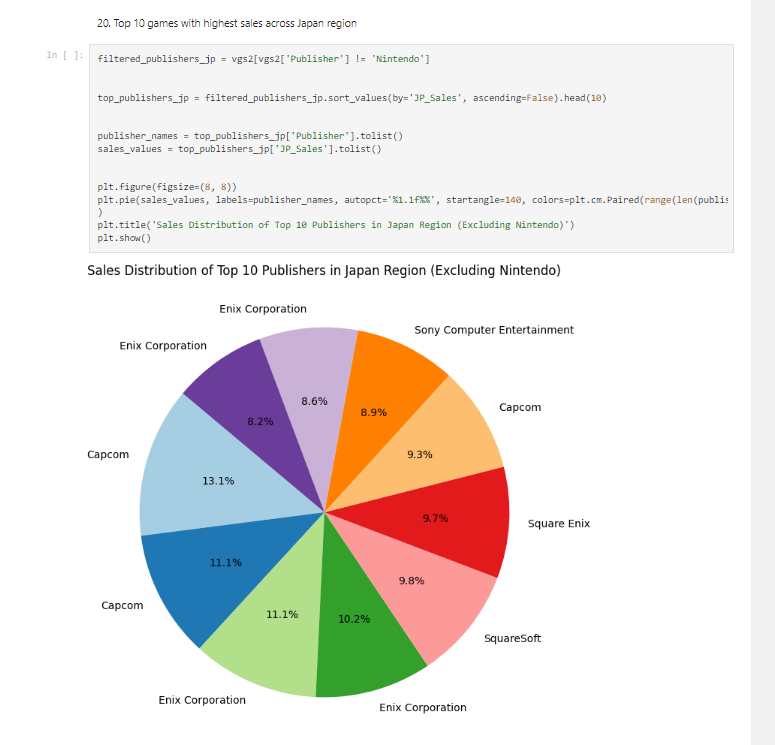 20. Top 10 games with highest sales across Japan region
In [ ]:
filtered_publishers_jp = vgs2[vgs2['Publisher'] != 'Nintendo']
top_publishers_jp = filtered_publishers_jp.sort_values(by='JP_Sales', ascending=False).head(10)
publisher_names = top_publishers_jp['Publisher'].tolist()
sales_values = top_publishers_jp['JP_Sales'].tolist()
plt.figure(figsize=(8, 8))
plt.pie(sales_values, labels=publisher_names, autopct='%1.1f%%', startangle=140, colors=plt.cm.Paired(range(len(publis
)
plt.title('Sales Distribution of Top 10 Publishers in Japan Region (Excluding Nintendo)')
plt.show()
Sales Distribution of Top 10 Publishers in Japan Region (Excluding Nintendo)
Enix Corporation
Sony Computer Entertainment
Enix Corporation
8.6%
8.9%
Capcom
8.2%
Capcom
9.3%
13.1%
9.7%
Square Enix
11.1%
9.8%
Capcom
11.1%
10.2%
SquareSoft
Enix Corporation
Enix Corporation